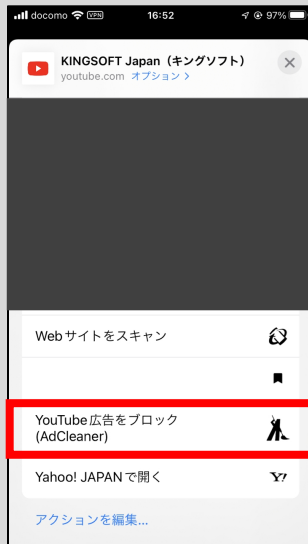 docomo VPN 16:52 97%
KINGSOFT Japan（キングソフト）
youtube.com オプション >
Webサイトをスキャン
YouTube広告をブロック
(AdCleaner)
Yahoo! JAPANで開く Y!
アクションを編集...